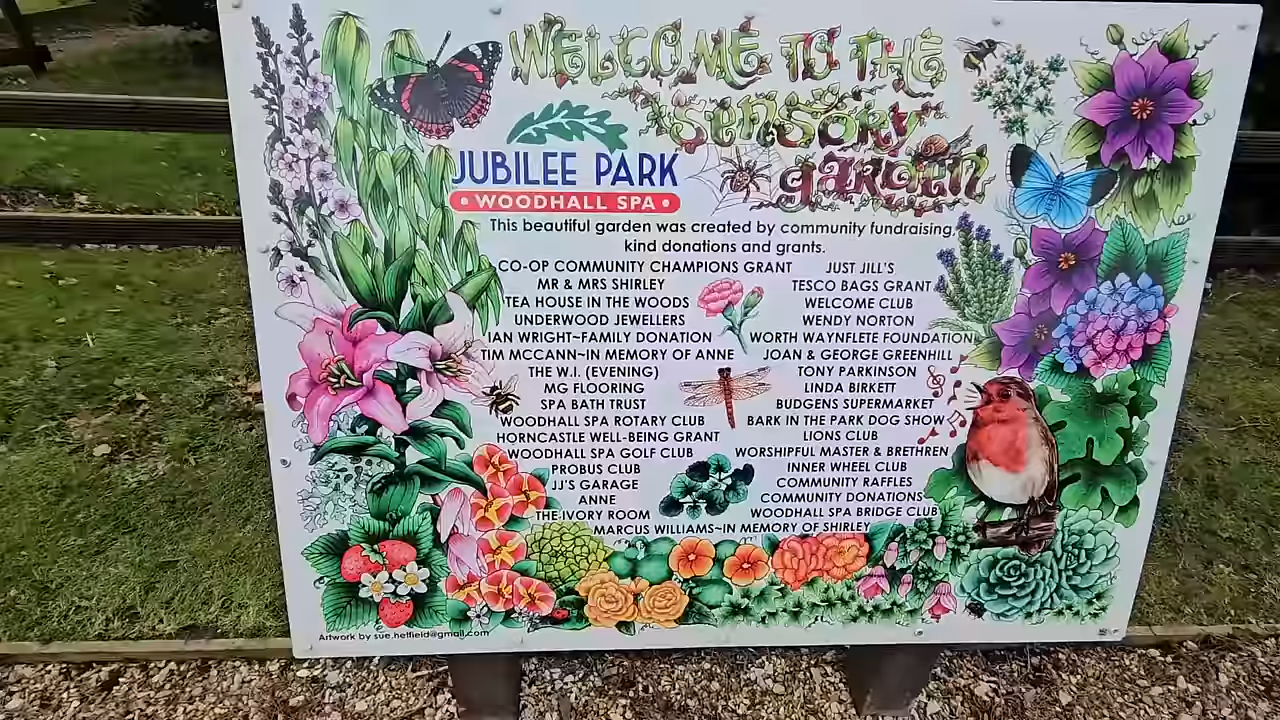 WELCOME TO THE
SENSORY
GARDEN
JUBILEE PARK
• WOODHALL SPA •
This beautiful garden was created by community fundraising,
kind donations and grants.
CO-OP COMMUNITY CHAMPIONS GRANT
MR & MRS SHIRLEY
TEA HOUSE IN THE WOODS
UNDERWOOD JEWELLERS
IAN WRIGHT~FAMILY DONATION
TIM MCCANN~IN MEMORY OF ANNE
THE W.I. (EVENING)
MG FLOORING
SPA BATH TRUST
WOODHALL SPA ROTARY CLUB
HORNCASTLE WELL-BEING GRANT
WOODHALL SPA GOLF CLUB
PROBUS CLUB
JJ'S GARAGE
ANNE
THE IVORY ROOM
JUST JILL'S
TESCO BAGS GRANT
WELCOME CLUB
WENDY NORTON
WORTH WAYNFLETE FOUNDATION
JOAN & GEORGE GREENHILL
TONY PARKINSON
LINDA BIRKETT
BUDGENS SUPERMARKET
BARK IN THE PARK DOG SHOW
LIONS CLUB
WORSHIPFUL MASTER & BRETHREN
INNER WHEEL CLUB
COMMUNITY RAFFLES
COMMUNITY DONATIONS
WOODHALL SPA BRIDGE CLUB
MARCUS WILLIAMS~IN MEMORY OF SHIRLEY
Artwork by sue.hetfield@gmail.com